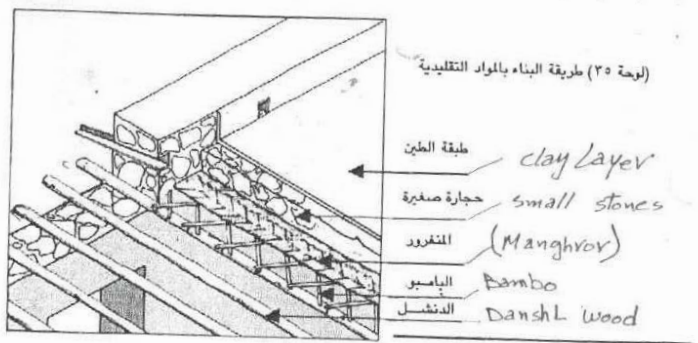 (لوحة ٣٥) طريقة البناء بالمواد التقليدية
طبقة الطين clay Layer
حجارة صغيرة small stones
المنغرور (Manghrov)
البامبو Bambo
الدنشل DanshL wood